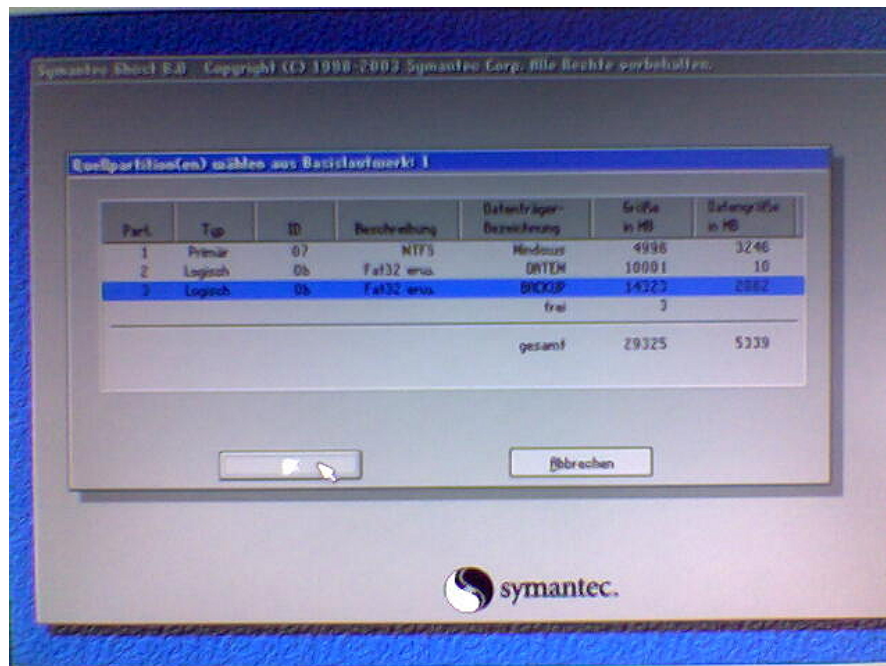 Symantec Ghost 8.0 Copyright (C) 1998-2003 Symantec Corp. Alle Rechte vorbehalten.
Quellpartition(en) wählen aus Basislaufwerk: 1
Part. Typ ID Beschreibung Datenträger-Bezeichnung Größe in MB Datengröße in MB
1 Primär 07 NTFS Windows 4996 3246
2 Logisch 0b Fat32 erw. DATEN 10001 10
3 Logisch 0b Fat32 erw. BACKUP 14323 2082
frei 3
gesamt 29325 5339
Abbrechen
symantec.